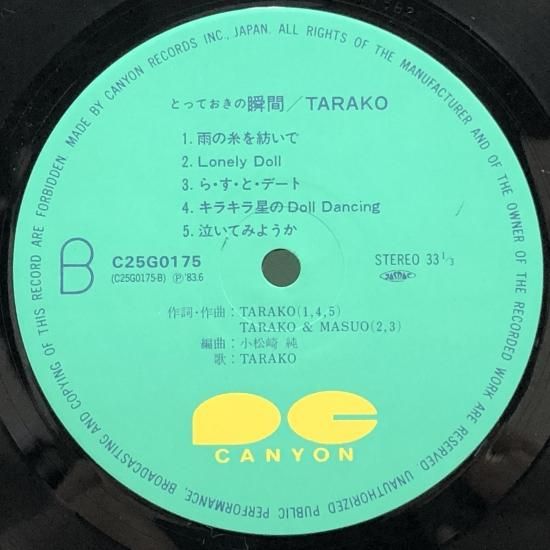 MADE BY CANYON RECORDS INC., JAPAN. ALL RIGHTS OF THE MANUFACTURER AND OF THE OWNER OF THE RECORDED WORK ARE RESERVED. UNAUTHORIZED PUBLIC PERFORMANCE, BROADCASTING AND COPYING OF THIS RECORD ARE FORBIDDEN.
とっておきの瞬間/TARAKO
1. 雨の糸を紡いで
2. Lonely Doll
3. ら・す・と・デート
4. キラキラ星のDoll Dancing
5. 泣いてみようか
B
C25G0175
(C25G0175-B) Ⓟ'83.6
STEREO 33 1/3
JASRAC
作詞・作曲：TARAKO(1,4,5)
TARAKO & MASUO(2,3)
編曲：小松崎 純
歌：TARAKO
PC
CANYON